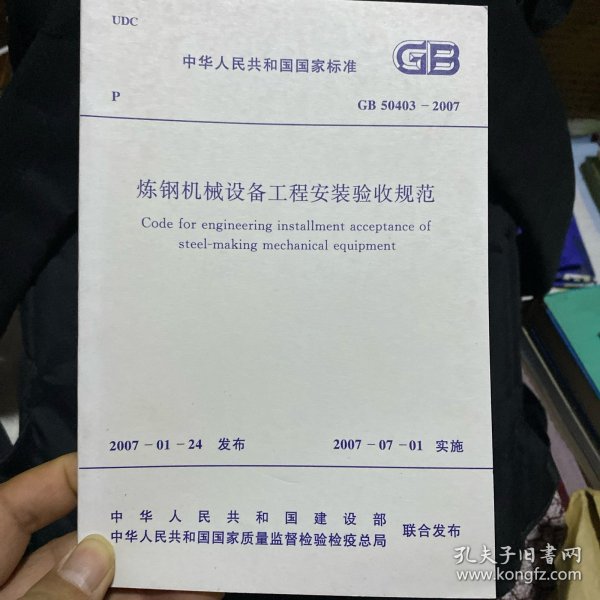 UDC
中华人民共和国国家标准
GB
P
GB 50403－2007
炼钢机械设备工程安装验收规范
Code for engineering installment acceptance of
steel-making mechanical equipment
2007－01－24 发布
2007－07－01 实施
中华人民共和国建设部
中华人民共和国国家质量监督检验检疫总局
联合发布
孔夫子旧书网
www.kongfz.com